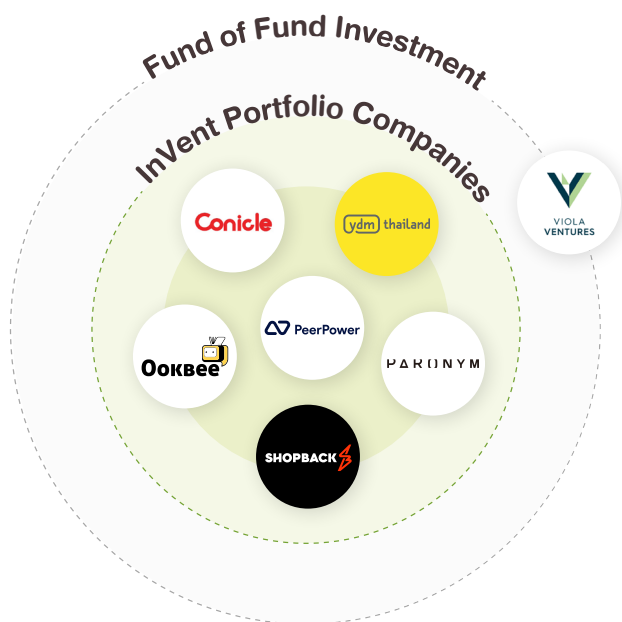 Fund of Fund Investment
InVent Portfolio Companies
VIOLA
VENTURES
Conicle
ydm thailand
PeerPower
OOKBEE
PARONYM
SHOPBACK